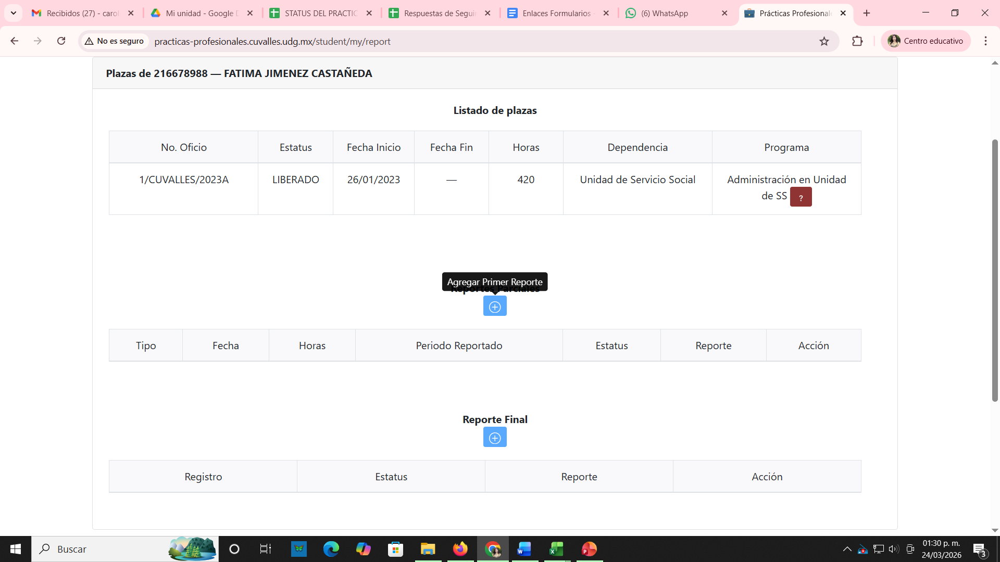 Recibidos (27) - carol
Mi unidad - Google D
STATUS DEL PRACTIC
Respuestas de Seguin
Enlaces Formularios -
(6) WhatsApp
Prácticas Profesionale
No es seguro
practicas-profesionales.cuvalles.udg.mx/student/my/report
Centro educativo
Plazas de 216678988 — FATIMA JIMENEZ CASTAÑEDA
Listado de plazas
No. Oficio Estatus Fecha Inicio Fecha Fin Horas Dependencia Programa
1/CUVALLES/2023A LIBERADO 26/01/2023 — 420 Unidad de Servicio Social Administración en Unidad
de SS ?
Agregar Primer Reporte
Reportes Parciales
Tipo Fecha Horas Periodo Reportado Estatus Reporte Acción
Reporte Final
Registro Estatus Reporte Acción
Buscar
01:30 p. m.
24/03/2026
3